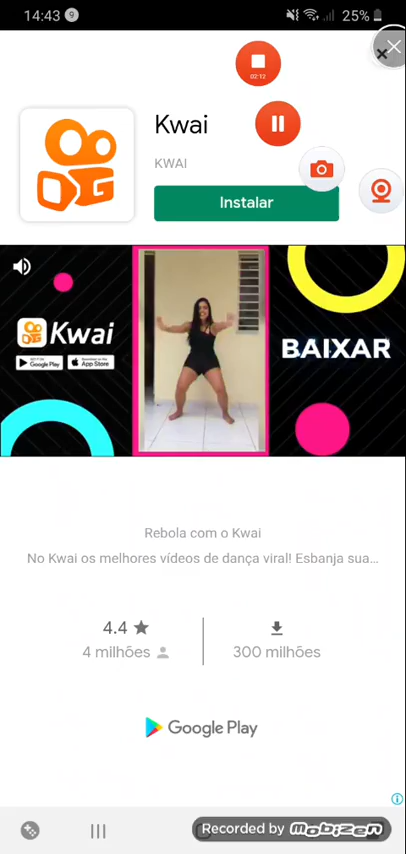 14:43 9 25%
02:12
Kwai
KWAI
Instalar
Kwai
BAIXAR
Google Play App Store
Rebola com o Kwai
No Kwai os melhores vídeos de dança viral! Esbanja sua...
4.4
4 milhões
300 milhões
Google Play
Recorded by mobizen